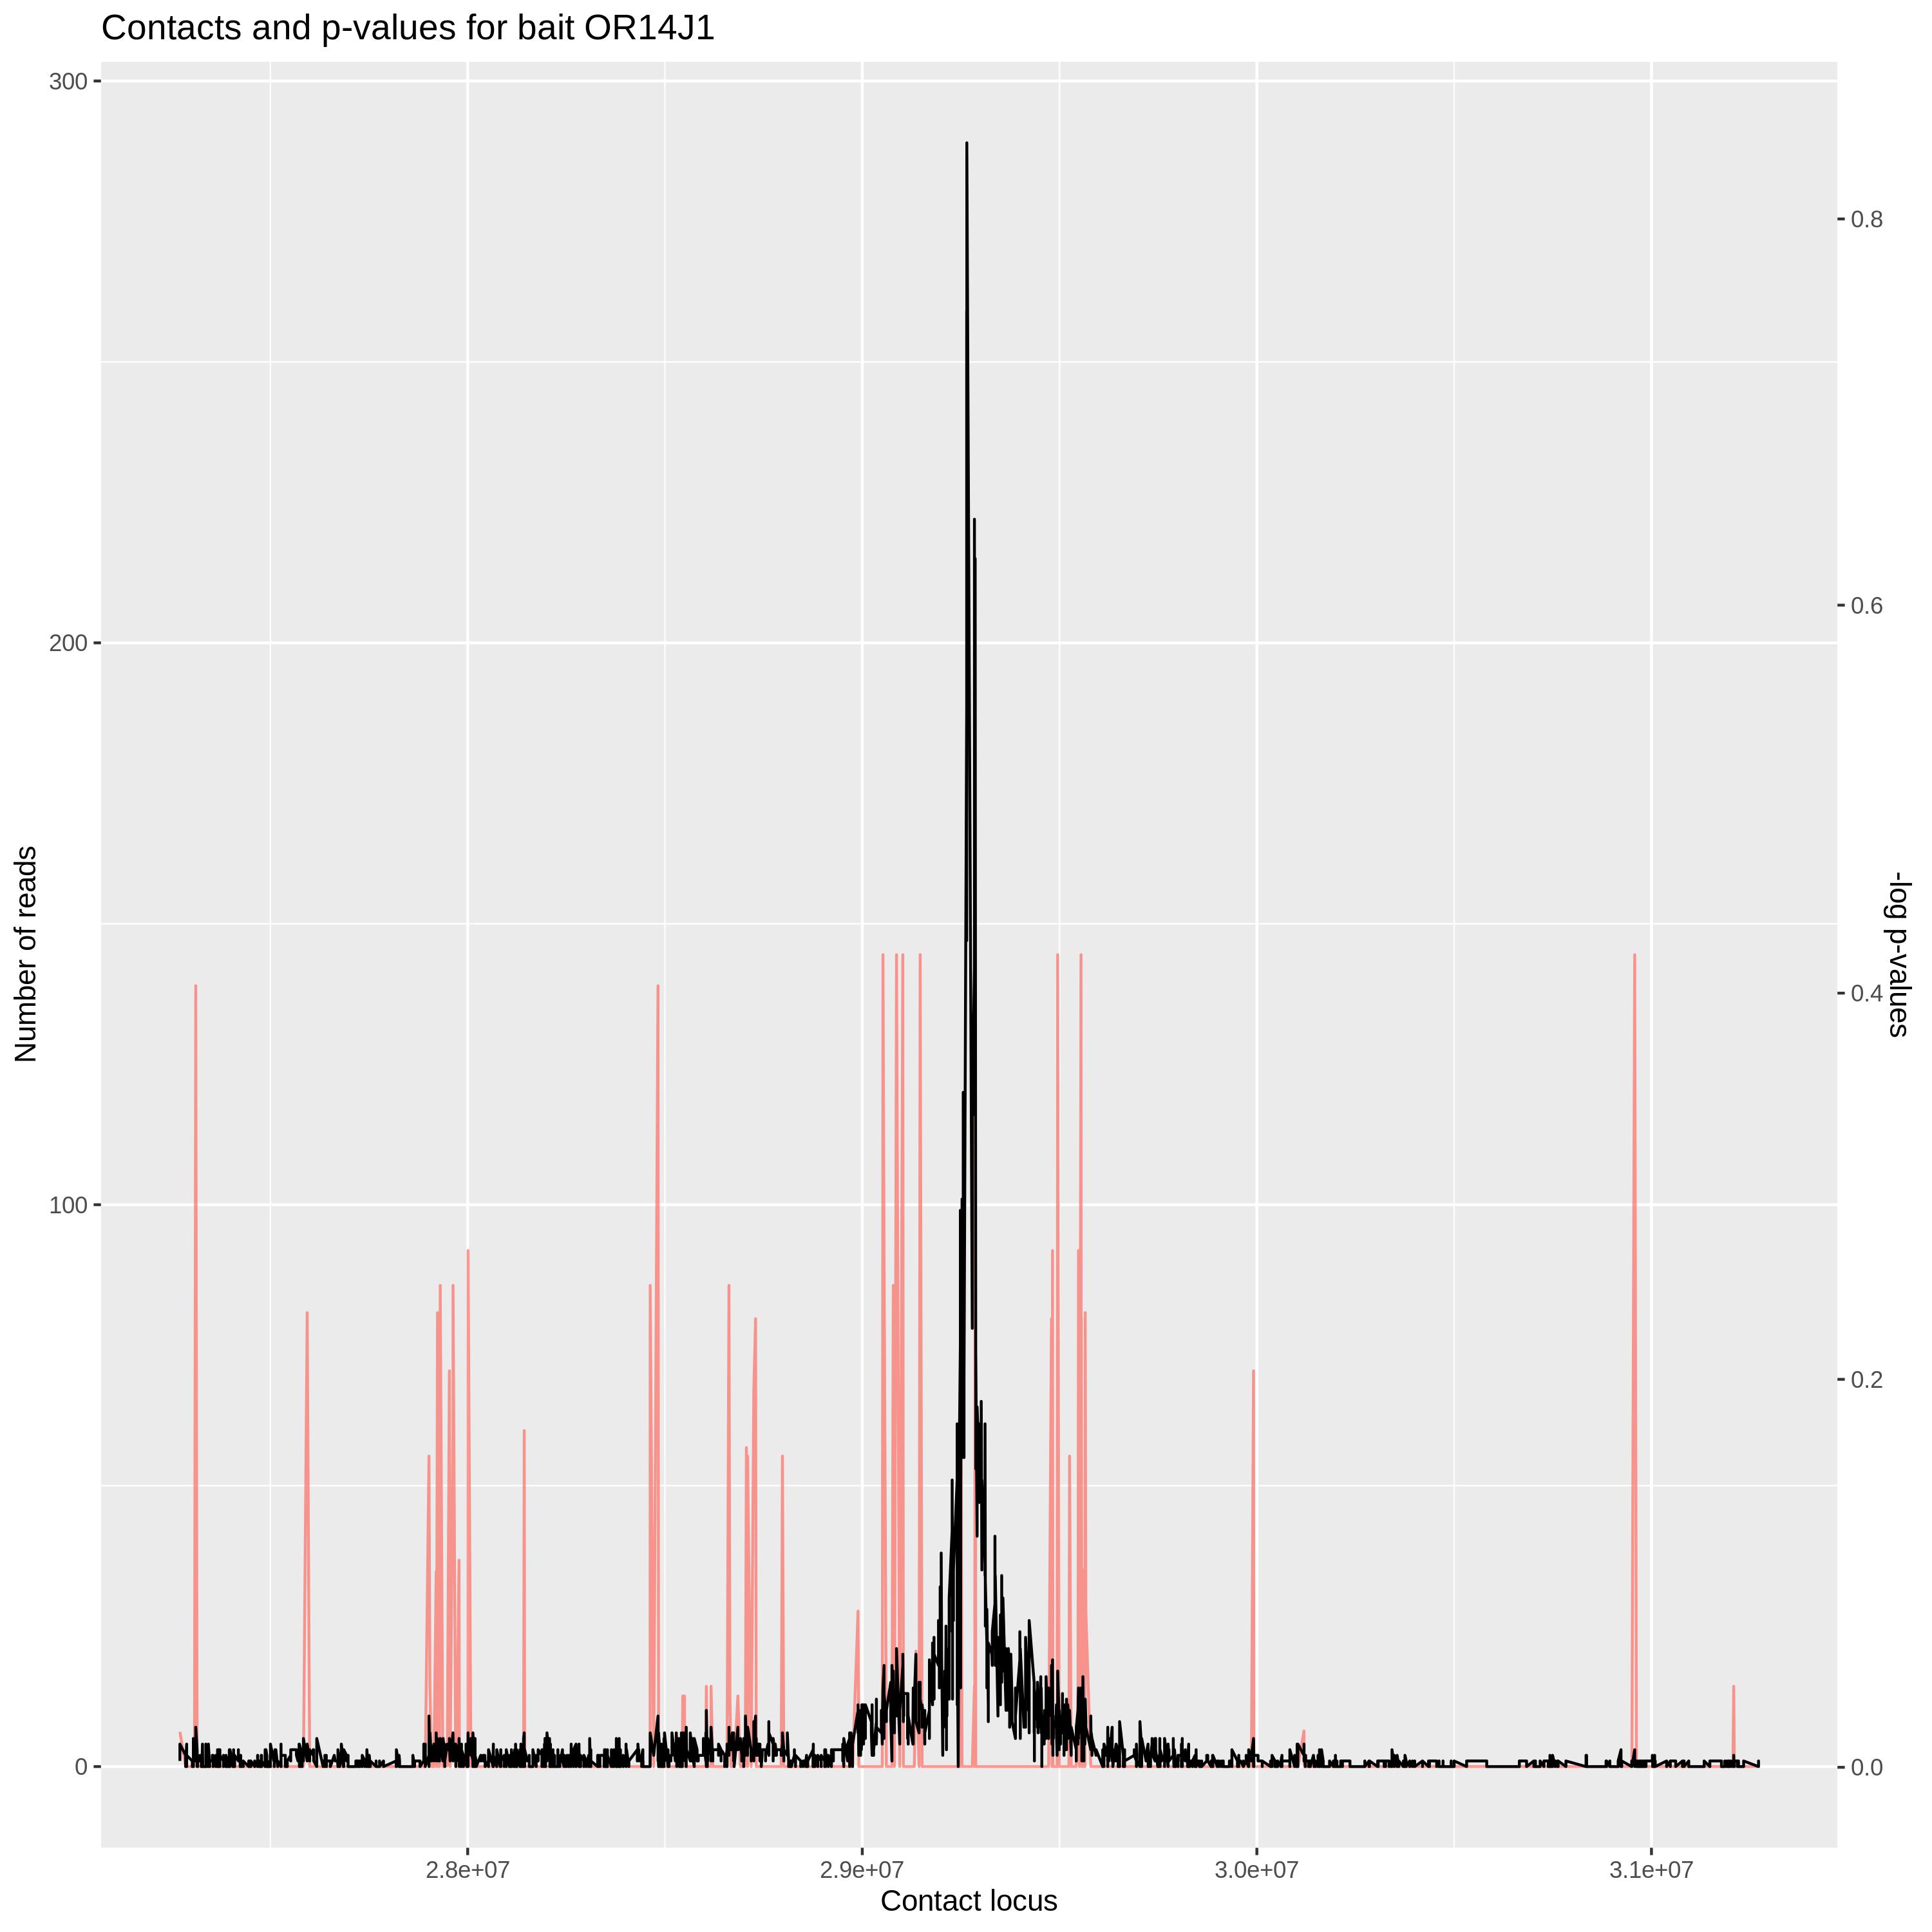 Contacts and p-values for bait OR14J1
300
200
100
0
Number of reads
0.8
0.6
0.4
0.2
0.0
-log p-values
2.8e+07
2.9e+07
3.0e+07
3.1e+07
Contact locus